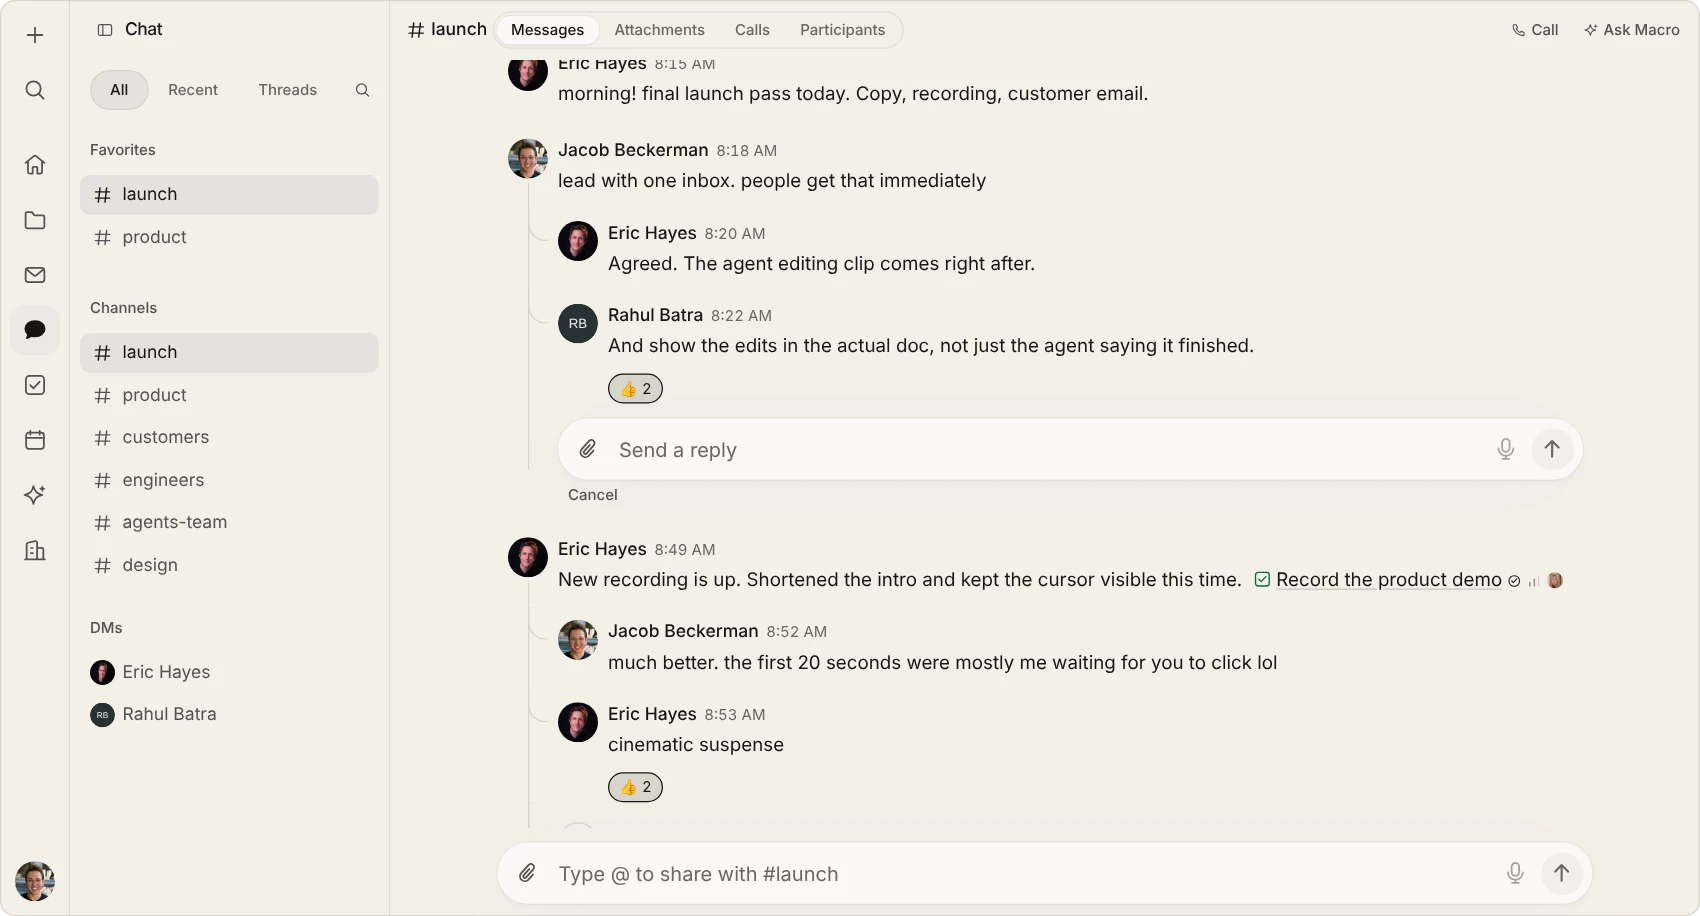 Chat
All
Recent
Threads
Favorites
# launch
# product
Channels
# launch
# product
# customers
# engineers
# agents-team
# design
DMs
Eric Hayes
RB Rahul Batra
# launch
Messages
Attachments
Calls
Participants
Call
Ask Macro
Eric Hayes 8:15 AM
morning! final launch pass today. Copy, recording, customer email.
Jacob Beckerman 8:18 AM
lead with one inbox. people get that immediately
Eric Hayes 8:20 AM
Agreed. The agent editing clip comes right after.
RB
Rahul Batra 8:22 AM
And show the edits in the actual doc, not just the agent saying it finished.
👍 2
Send a reply
Cancel
Eric Hayes 8:49 AM
New recording is up. Shortened the intro and kept the cursor visible this time. Record the product demo
Jacob Beckerman 8:52 AM
much better. the first 20 seconds were mostly me waiting for you to click lol
Eric Hayes 8:53 AM
cinematic suspense
👍 2
Type @ to share with #launch